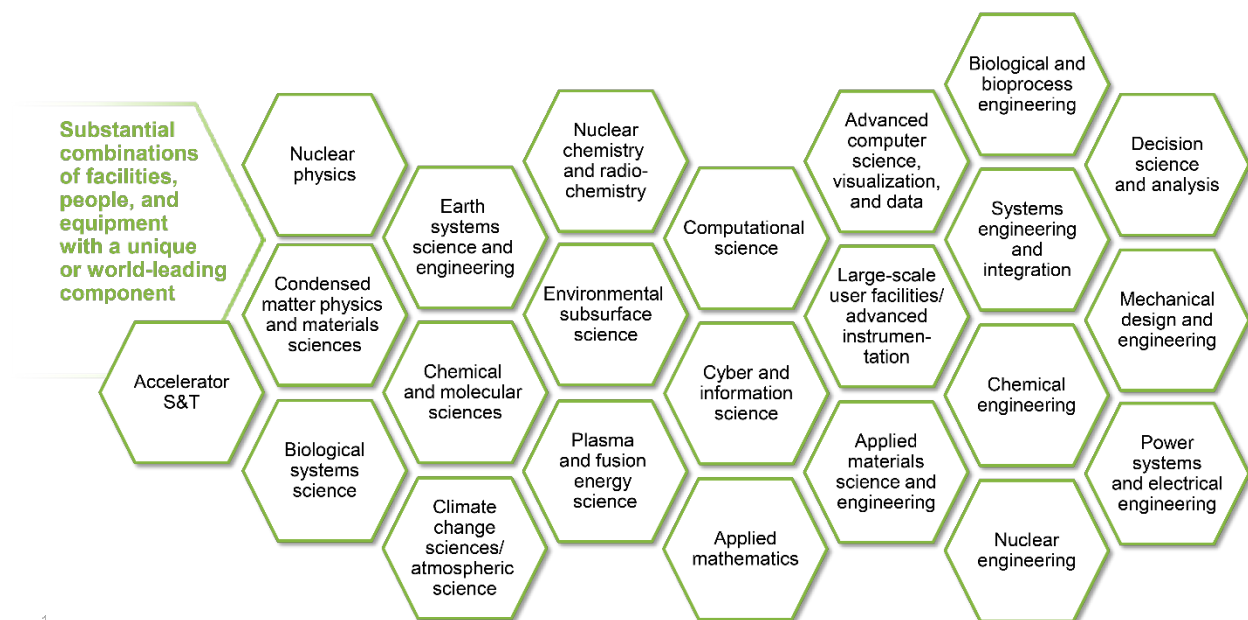 Substantial
combinations
of facilities,
people, and
equipment
with a unique
or world-leading
component
Accelerator
S&T
Nuclear
physics
Condensed
matter physics
and materials
sciences
Biological
systems
science
Earth
systems
science and
engineering
Chemical
and molecular
sciences
Climate
change
sciences/
atmospheric
science
Nuclear
chemistry
and radio-
chemistry
Environmental
subsurface
science
Plasma
and fusion
energy
science
Computational
science
Cyber and
information
science
Applied
mathematics
Advanced
computer
science,
visualization,
and data
Large-scale
user facilities/
advanced
instrumen-
tation
Applied
materials
science and
engineering
Biological and
bioprocess
engineering
Systems
engineering
and
integration
Chemical
engineering
Nuclear
engineering
Decision
science
and analysis
Mechanical
design and
engineering
Power
systems
and electrical
engineering